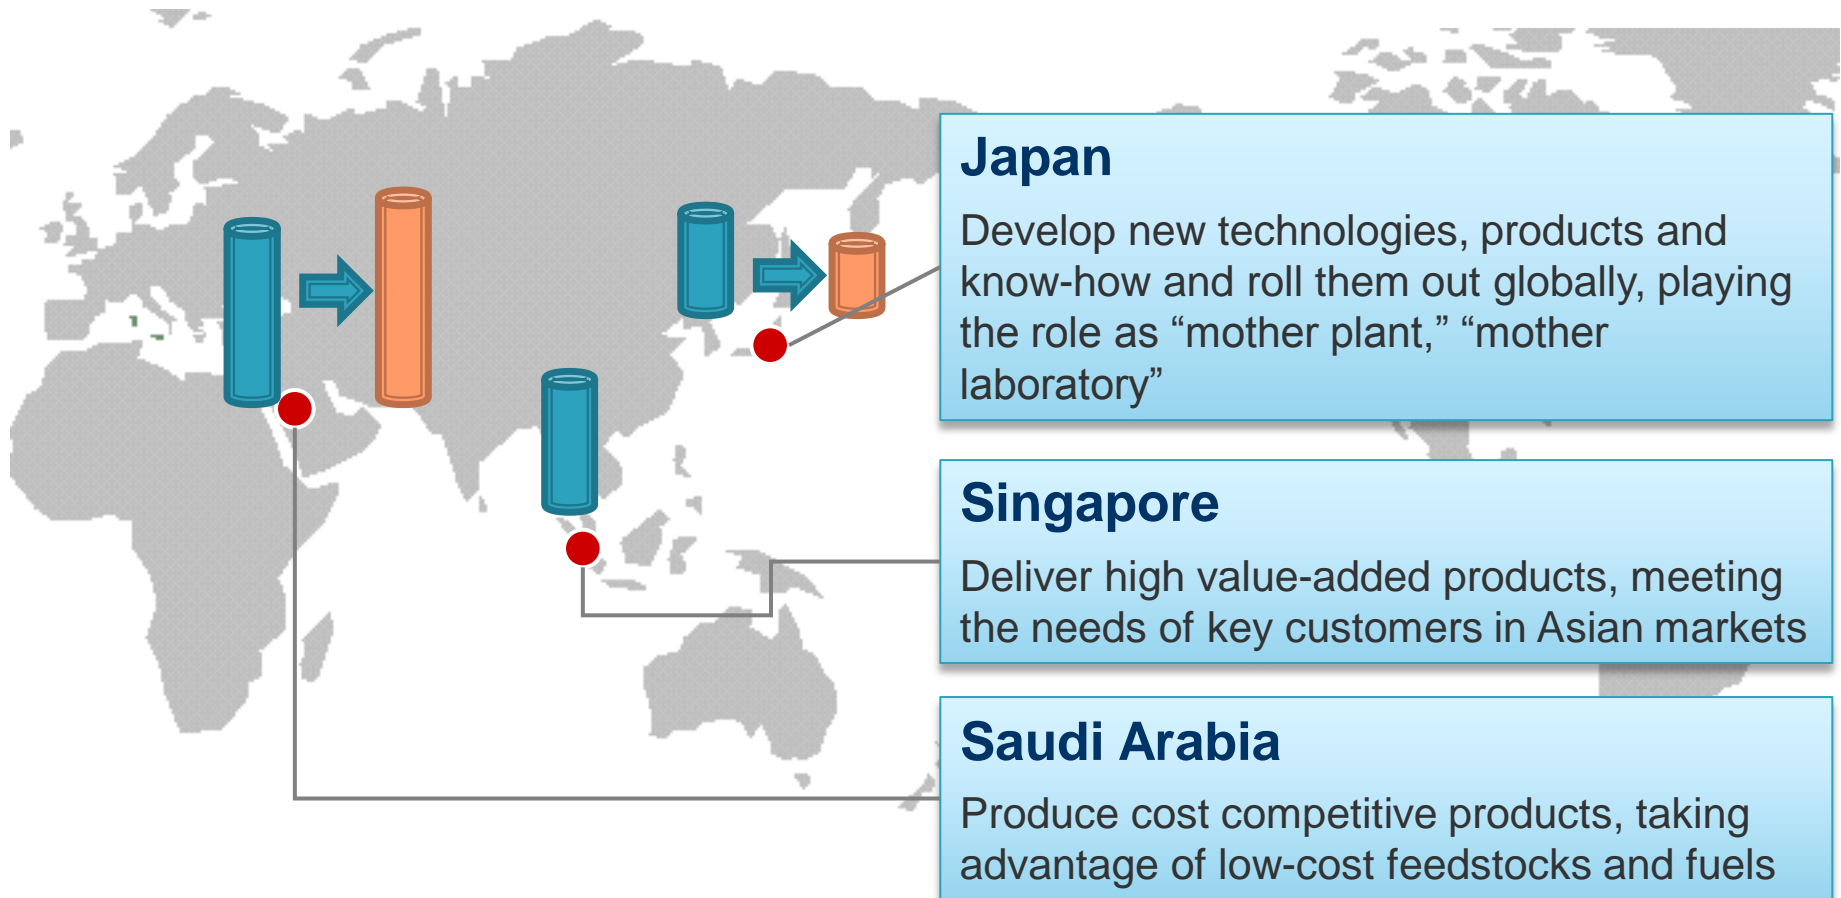 Japan
Develop new technologies, products and
know-how and roll them out globally, playing
the role as “mother plant,” “mother
laboratory”
Singapore
Deliver high value-added products, meeting
the needs of key customers in Asian markets
Saudi Arabia
Produce cost competitive products, taking
advantage of low-cost feedstocks and fuels